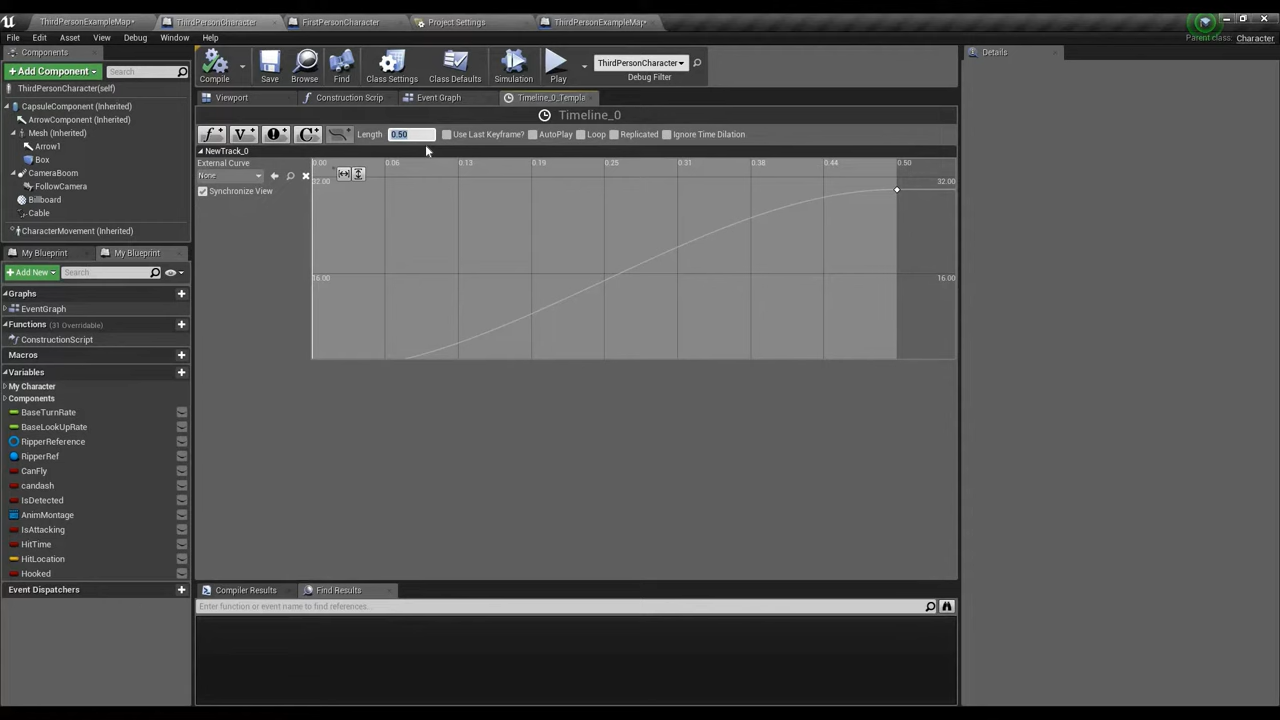 ThirdPersonExampleMap*
ThirdPersonCharacter
FirstPersonCharacter
Project Settings
ThirdPersonExampleMap*
File Edit Asset View Debug Window Help
Parent class: Character
Components
+ Add Component
Search
ThirdPersonCharacter(self)
CapsuleComponent (Inherited)
ArrowComponent (Inherited)
Mesh (Inherited)
Arrow1
Box
CameraBoom
FollowCamera
Billboard
Cable
CharacterMovement (Inherited)
Compile
Save
Browse
Find
Class Settings
Class Defaults
Simulation
Play
ThirdPersonCharacter
Debug Filter
Details
Viewport
Construction Scrip
Event Graph
Timeline_0_Templa
Timeline_0
Length 0.50 Use Last Keyframe? AutoPlay Loop Replicated Ignore Time Dilation
NewTrack_0
External Curve
None
Synchronize View
0.00 0.06 0.13 0.19 0.25 0.31 0.38 0.44 0.50
32.00 32.00
16.00 16.00
My Blueprint
My Blueprint
+ Add New
Search
Graphs
EventGraph
Functions (31 Overridable)
ConstructionScript
Macros
Variables
My Character
Components
BaseTurnRate
BaseLookUpRate
RipperReference
RipperRef
CanFly
candash
IsDetected
AnimMontage
IsAttacking
HitTime
HitLocation
Hooked
Event Dispatchers
Compiler Results
Find Results
Enter function or event name to find references...